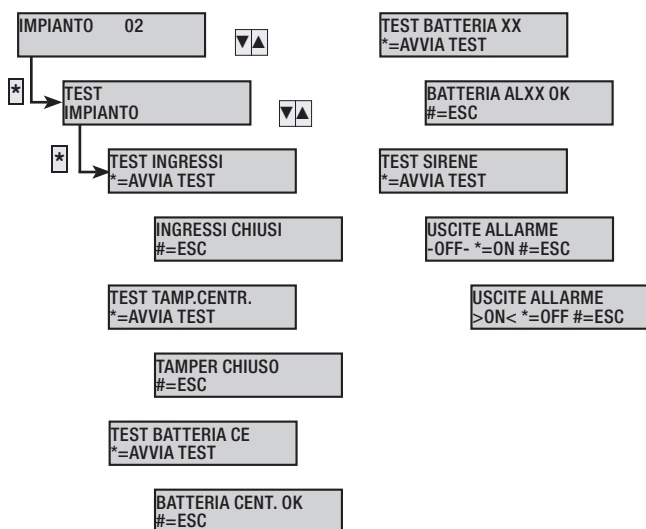 IMPIANTO 02
▼▲
*
TEST
IMPIANTO
▼▲
*
TEST INGRESSI
*=AVVIA TEST
INGRESSI CHIUSI
#=ESC
TEST TAMP.CENTR.
*=AVVIA TEST
TAMPER CHIUSO
#=ESC
TEST BATTERIA CE
*=AVVIA TEST
BATTERIA CENT. OK
#=ESC
TEST BATTERIA XX
*=AVVIA TEST
BATTERIA ALXX OK
#=ESC
TEST SIRENE
*=AVVIA TEST
USCITE ALLARME
-OFF- *=ON #=ESC
USCITE ALLARME
>ON< *=OFF #=ESC